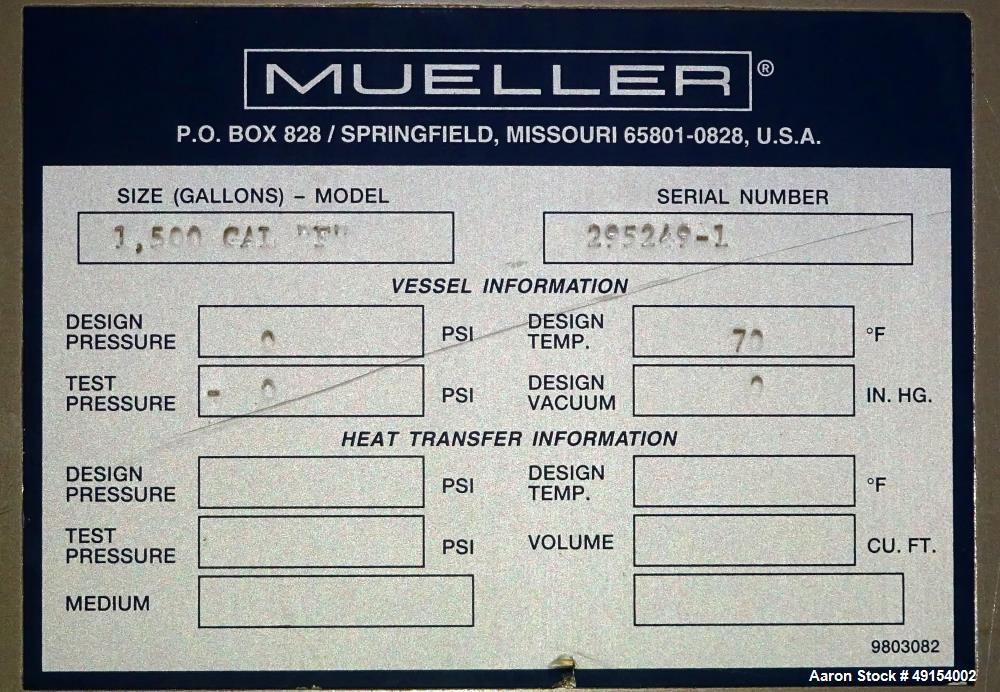 MUELLER®
P.O. BOX 828 / SPRINGFIELD, MISSOURI 65801-0828, U.S.A.
SIZE (GALLONS) – MODEL
1,500 GAL "F"
SERIAL NUMBER
295249-1
VESSEL INFORMATION
DESIGN PRESSURE 0 PSI
DESIGN TEMP. 70 °F
TEST PRESSURE - 0 PSI
DESIGN VACUUM 0 IN. HG.
HEAT TRANSFER INFORMATION
DESIGN PRESSURE PSI
DESIGN TEMP. °F
TEST PRESSURE PSI
VOLUME CU. FT.
MEDIUM
9803082
Aaron Stock # 49154002